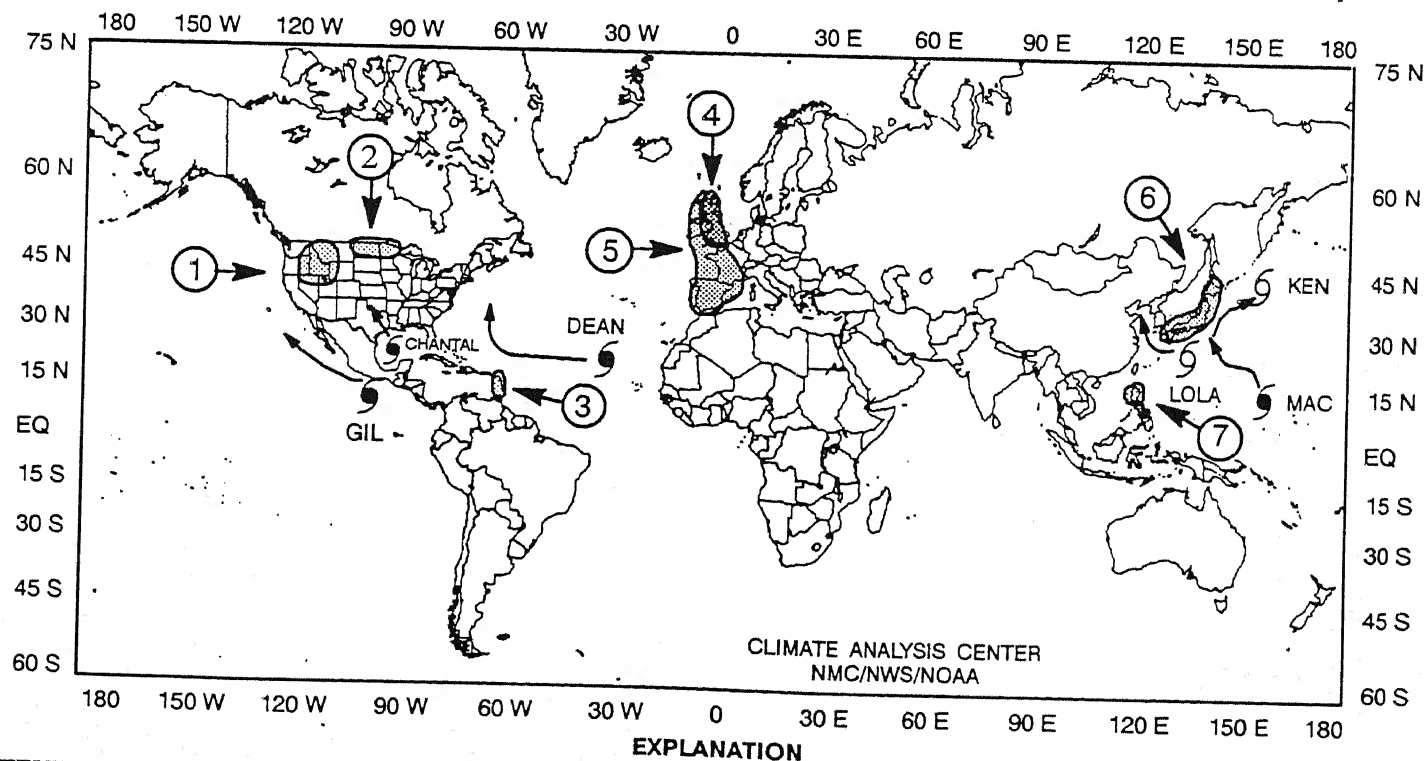 180 150 W 120 W 90 W 60 W 30 W 0 30 E 60 E 90 E 120 E 150 E 180
75 N 75 N
4
2
60 N 60 N
6
45 N 5 45 N
1 KEN
30 N DEAN 30 N
CHANTAL
15 N LOLA MAC 15 N
3
GIL 7
EQ EQ
15 S 15 S
30 S 30 S
45 S 45 S
CLIMATE ANALYSIS CENTER
NMC/NWS/NOAA
60 S 60 S
180 150 W 120 W 90 W 60 W 30 W 0 30 E 60 E 90 E 120 E 150 E 180
EXPLANATION